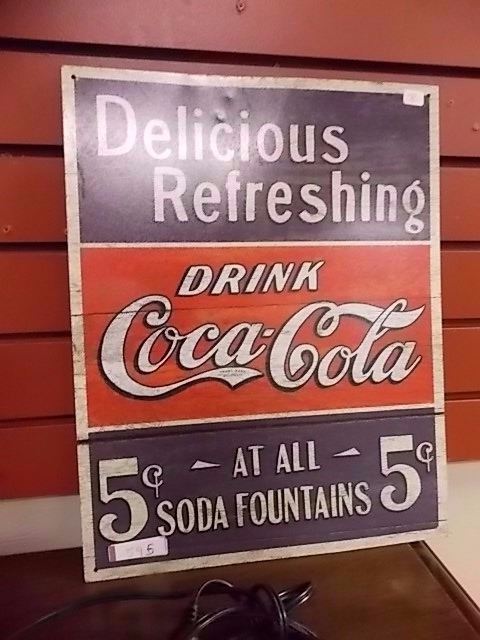 Delicious
Refreshing
DRINK
Coca-Cola
5¢ AT ALL 5¢
SODA FOUNTAINS